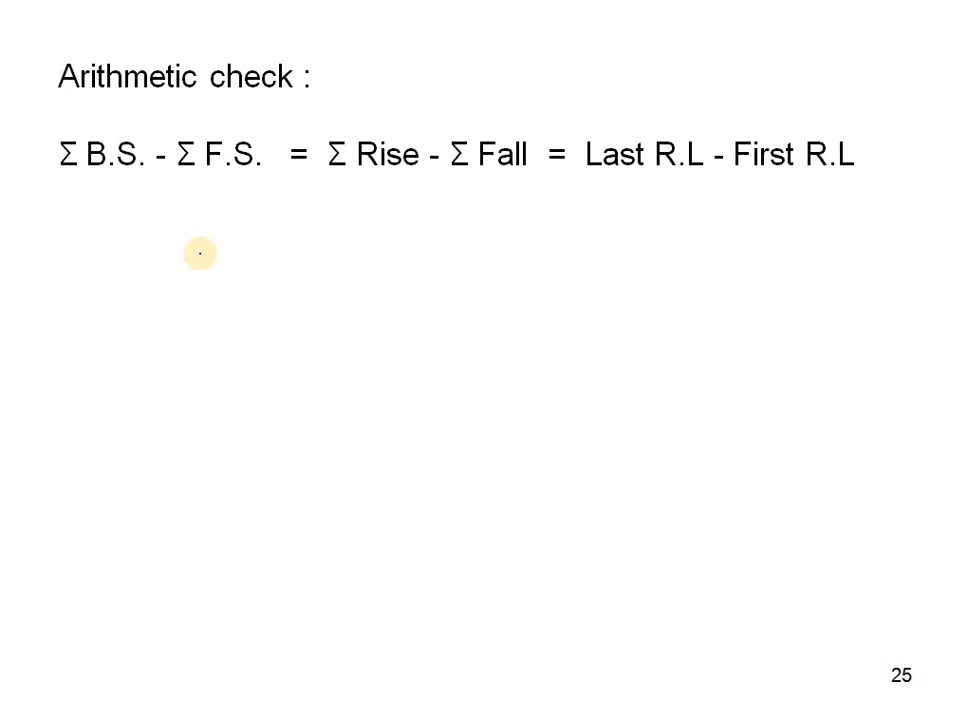 Arithmetic check :
Σ B.S. - Σ F.S. = Σ Rise - Σ Fall = Last R.L - First R.L
25